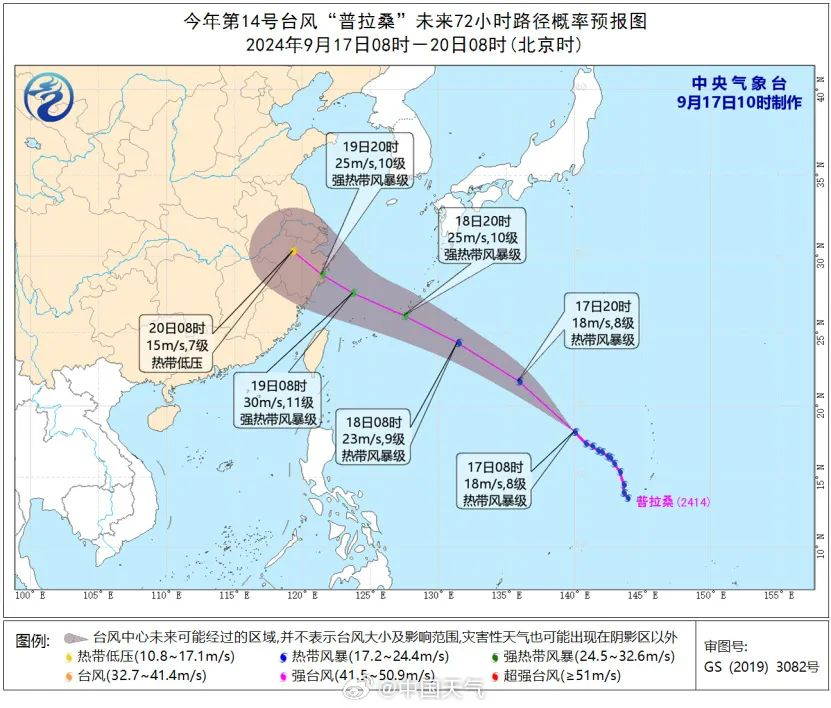 今年第14号台风“普拉桑”未来72小时路径概率预报图
2024年9月17日08时－20日08时(北京时)
中央气象台
9月17日10时制作
19日20时
25m/s,10级
强热带风暴级
18日20时
25m/s,10级
强热带风暴级
17日20时
18m/s,8级
热带风暴级
20日08时
15m/s,7级
热带低压
19日08时
30m/s,11级
强热带风暴级
18日08时
23m/s,9级
热带风暴级
17日08时
18m/s,8级
热带风暴级
普拉桑(2414)
40° N
35° N
30° N
25° N
20° N
15° N
10° N
100° E
105° E
110° E
115° E
120° E
125° E
130° E
135° E
140° E
145° E
150° E
155° E
图例:
台风中心未来可能经过的区域,并不表示台风大小及影响范围,灾害性天气也可能出现在阴影区以外
热带低压(10.8~17.1m/s)
热带风暴(17.2~24.4m/s)
强热带风暴(24.5~32.6m/s)
台风(32.7~41.4m/s)
强台风(41.5~50.9m/s)
超强台风(≥51m/s)
审图号:
GS (2019) 3082号
@中国天气